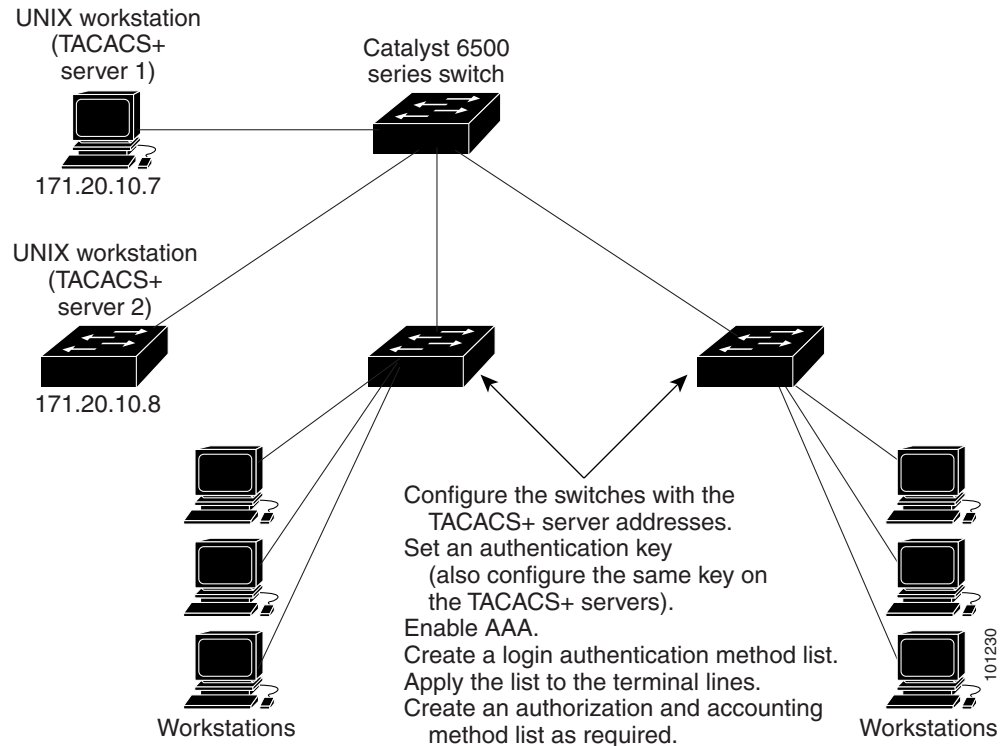 UNIX workstation
(TACACS+
server 1)
Catalyst 6500
series switch
171.20.10.7
UNIX workstation
(TACACS+
server 2)
171.20.10.8
Configure the switches with the
TACACS+ server addresses.
Set an authentication key
(also configure the same key on
the TACACS+ servers).
Enable AAA.
Create a login authentication method list.
Apply the list to the terminal lines.
Create an authorization and accounting
method list as required.
Workstations
Workstations
101230